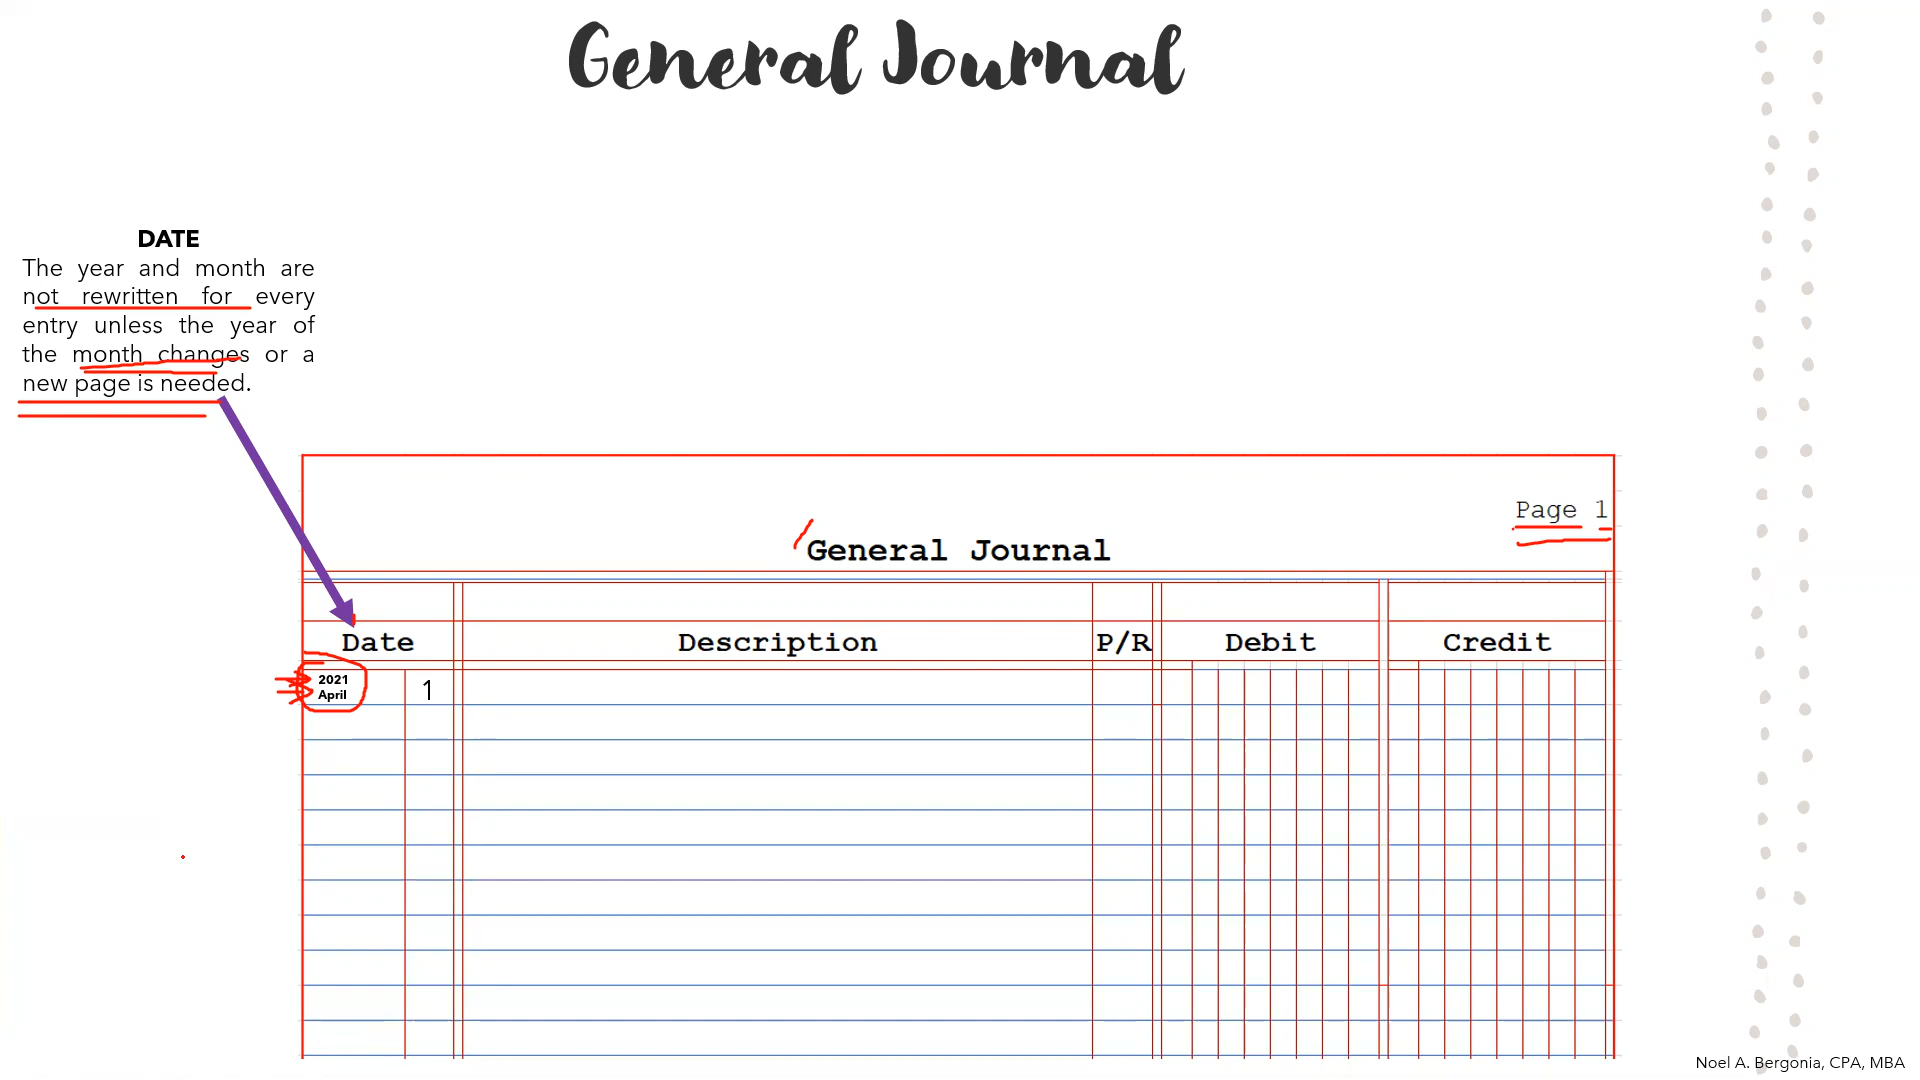 General Journal
DATE
The year and month are
not rewritten for every
entry unless the year of
the month changes or a
new page is needed.
Page 1
General Journal
Date Description P/R Debit Credit
2021
April 1
Noel A. Bergonia, CPA, MBA